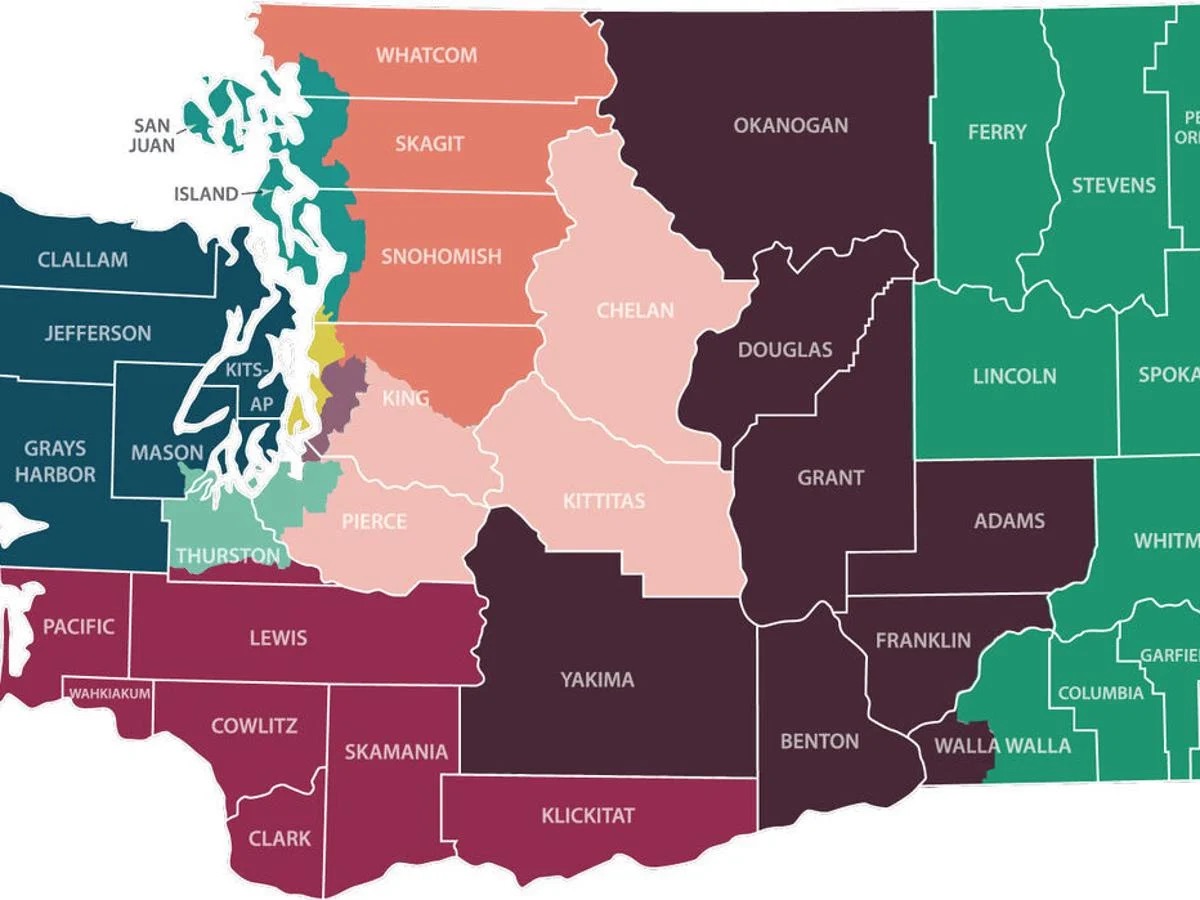 WHATCOM
SAN
JUAN
SKAGIT
OKANOGAN
FERRY
STEVENS
PE
ORE
ISLAND
CLALLAM
SNOHOMISH
CHELAN
JEFFERSON
DOUGLAS
LINCOLN
SPOKA
KITS-
AP
KING
GRAYS
HARBOR
MASON
GRANT
KITTITAS
PIERCE
ADAMS
WHITM
THURSTON
PACIFIC
LEWIS
YAKIMA
FRANKLIN
GARFIE
WAHKIAKUM
COLUMBIA
COWLITZ
SKAMANIA
BENTON
WALLA WALLA
KLICKITAT
CLARK